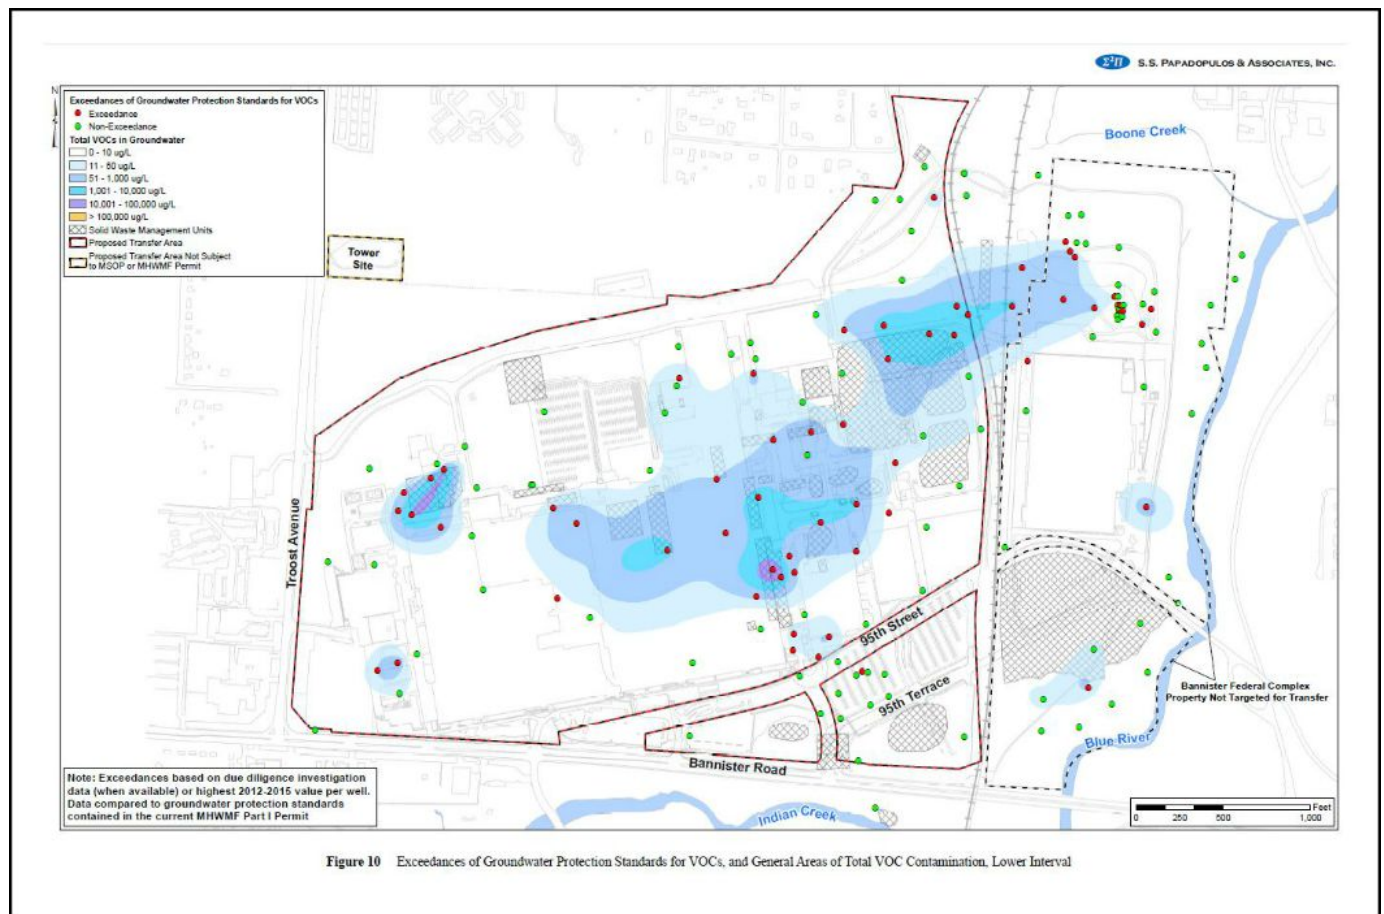 Σ²Π S.S. PAPADOPULOS & ASSOCIATES, INC.
N
S
Exceedances of Groundwater Protection Standards for VOCs
Exceedance
Non-Exceedance
Total VOCs in Groundwater
0 - 10 ug/L
11 - 50 ug/L
51 - 1,000 ug/L
1,001 - 10,000 ug/L
10,001 - 100,000 ug/L
> 100,000 ug/L
Solid Waste Management Units
Proposed Transfer Area
Proposed Transfer Area Not Subject
to MSOP or MHWMF Permit
Tower
Site
Boone Creek
Troost Avenue
95th Street
95th Terrace
Bannister Federal Complex
Property Not Targeted for Transfer
Blue River
Bannister Road
Indian Creek
Note: Exceedances based on due diligence investigation
data (when available) or highest 2012-2015 value per well.
Data compared to groundwater protection standards
contained in the current MHWMF Part I Permit
Feet
0 250 500 1,000
Figure 10 Exceedances of Groundwater Protection Standards for VOCs, and General Areas of Total VOC Contamination, Lower Interval